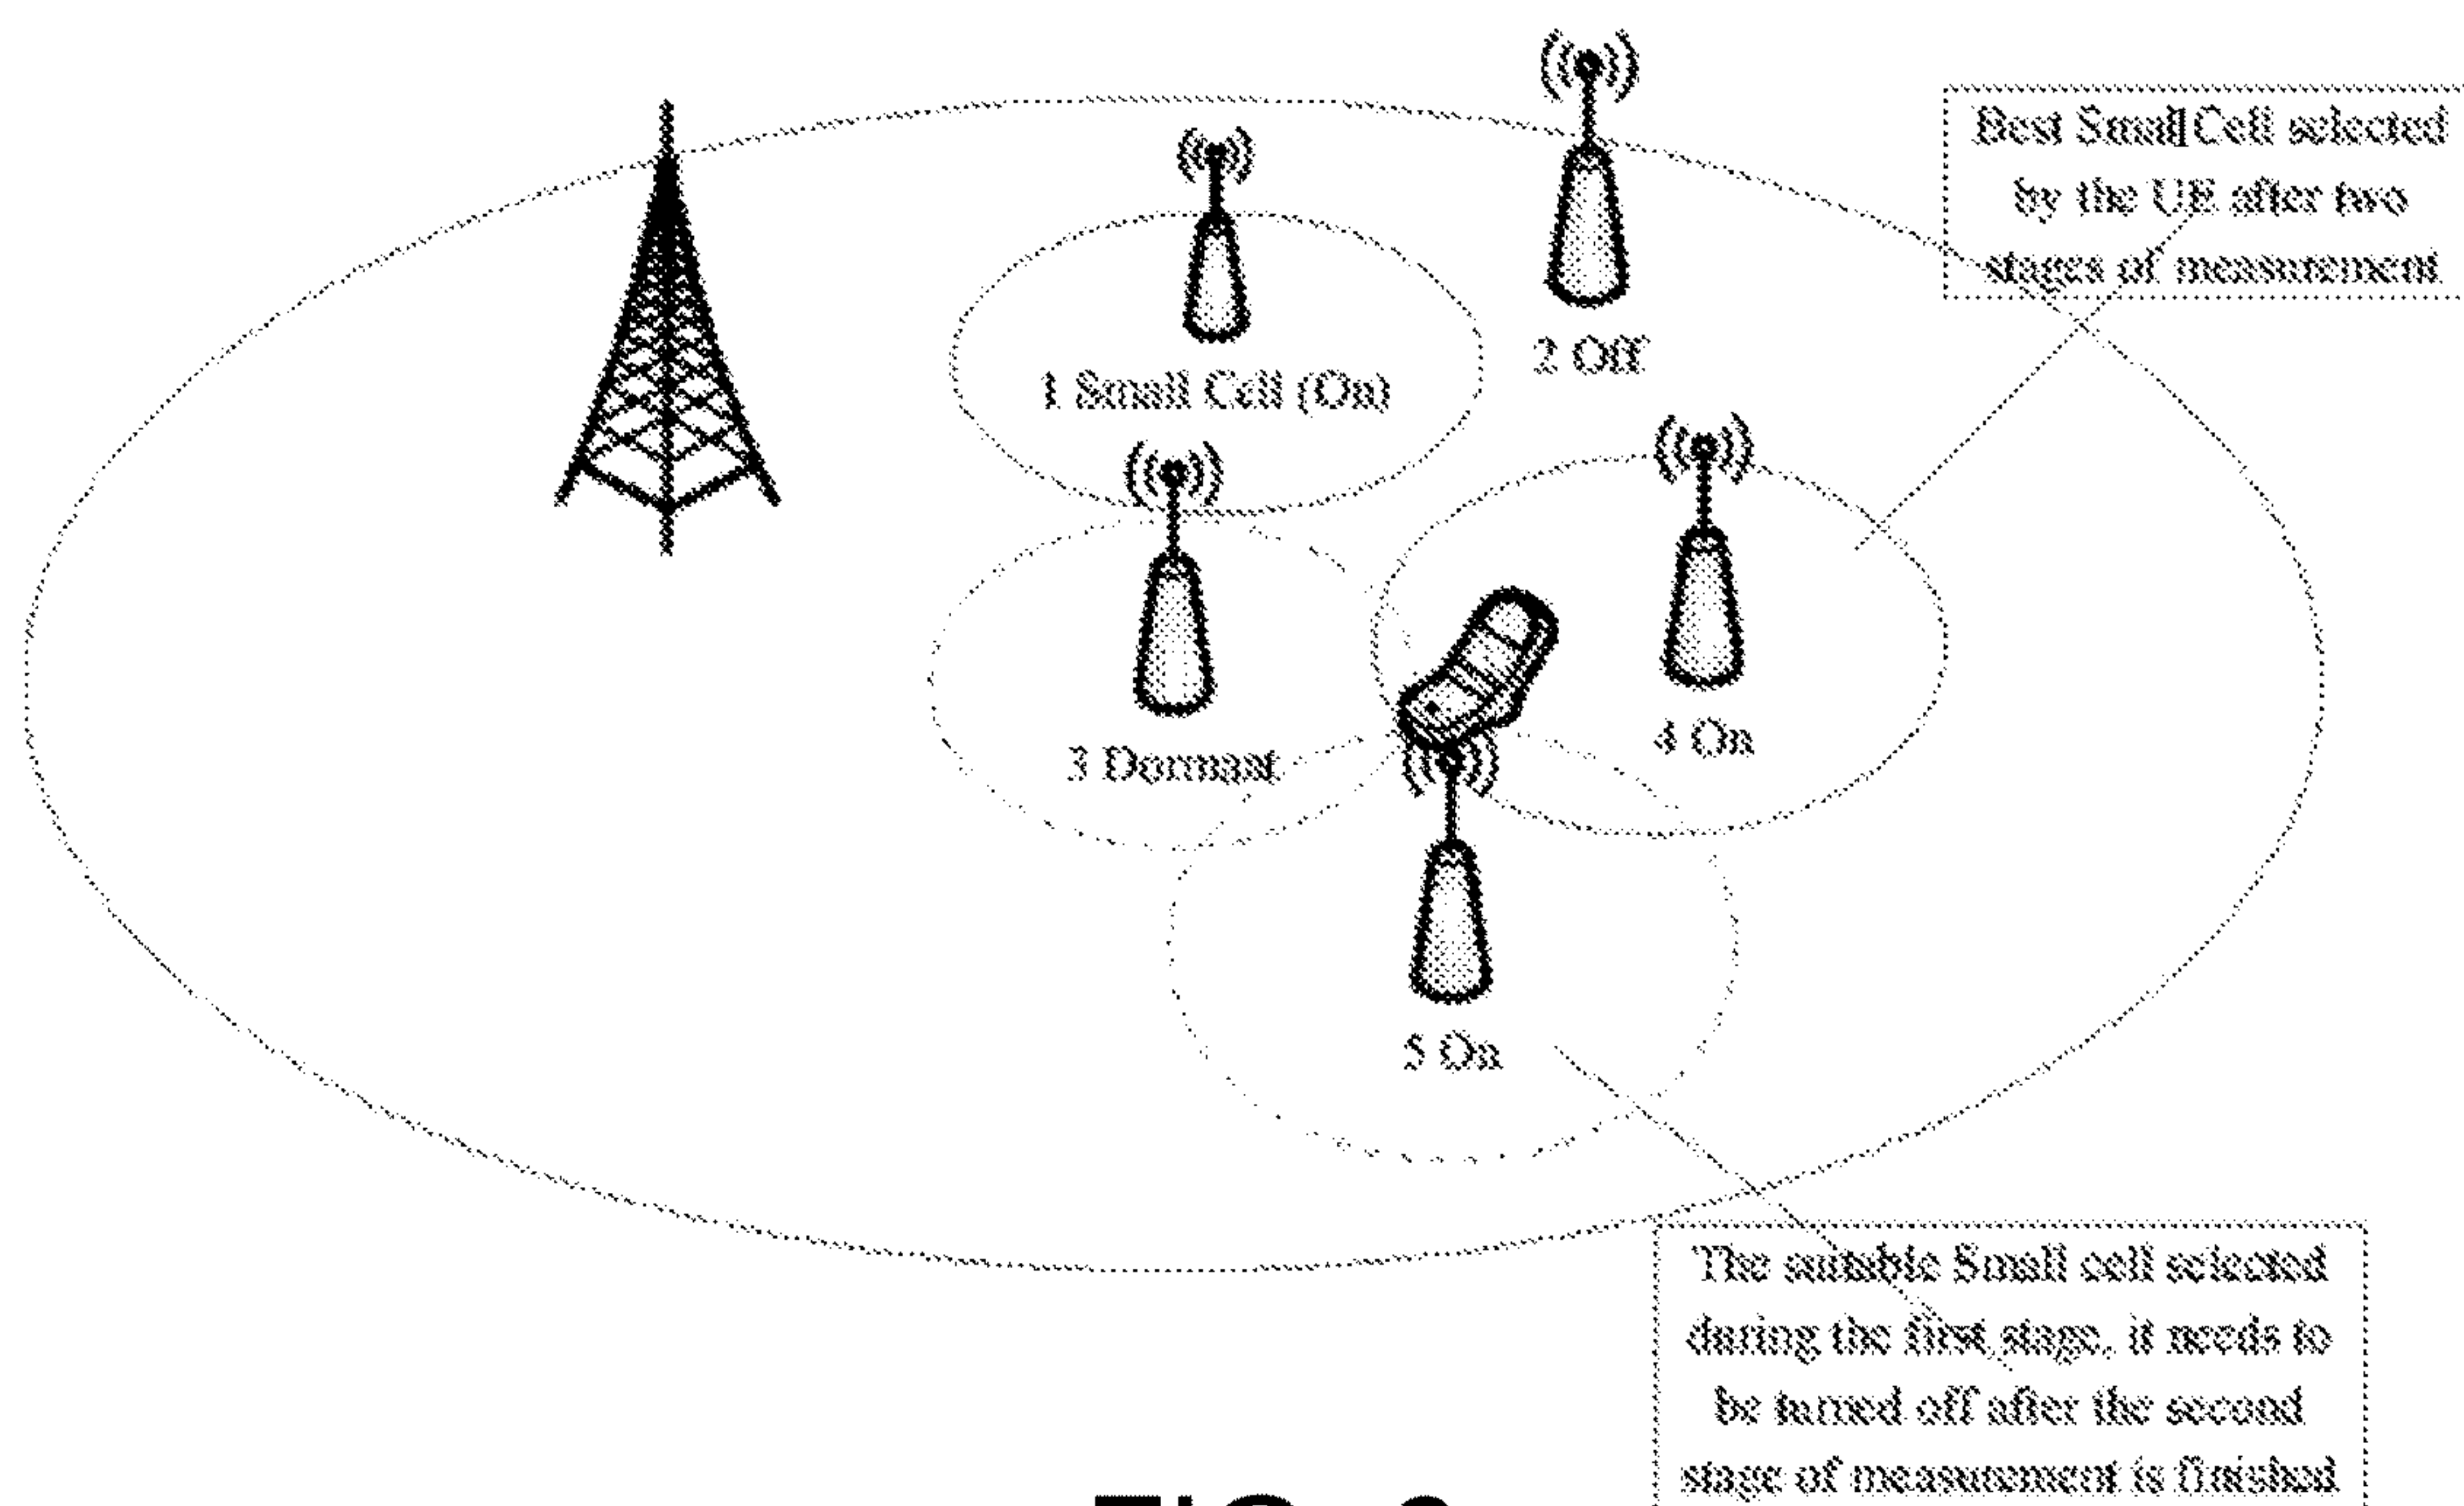 Best Small Cell selected
by the UE after two
stages of measurement
2 Off
1 Small Cell (On)
3 Dormant
4 On
5 On
The suitable Small cell selected
during the first stage, it needs to
be turned off after the second
stage of measurement is finished